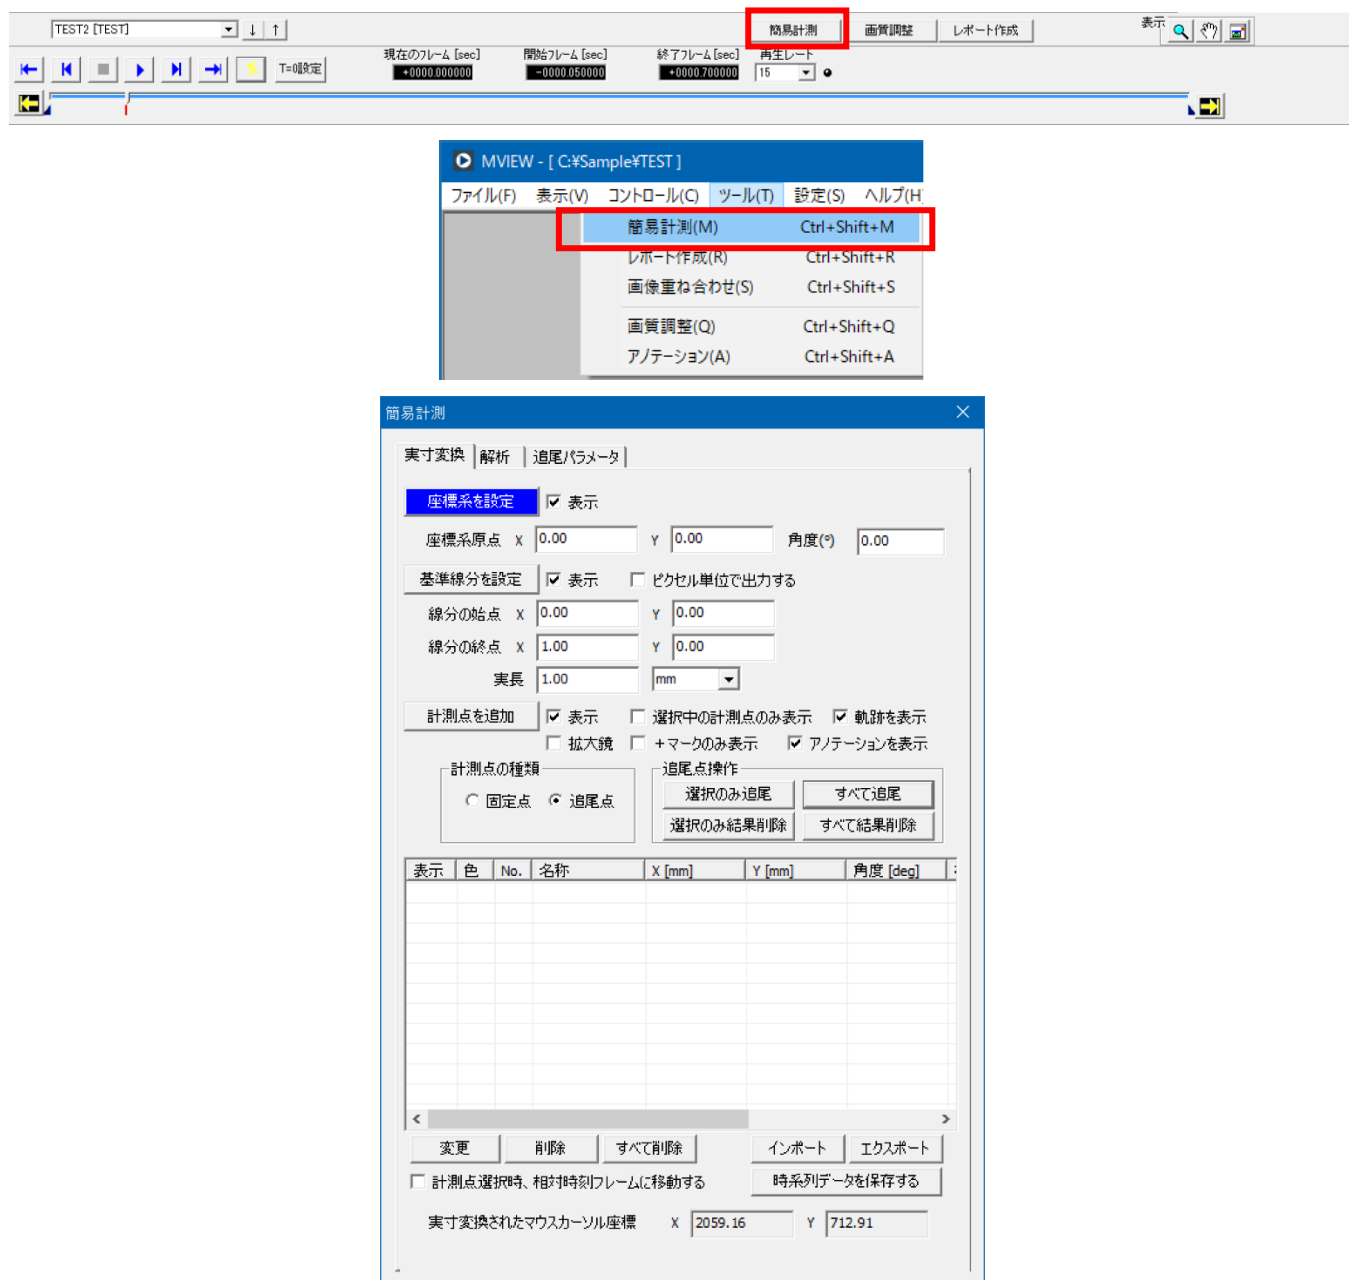 TEST2 [TEST] ↓ ↑ 簡易計測 画質調整 レポート作成 表示
T=0設定 現在のフレーム [sec] 開始フレーム [sec] 終了フレーム [sec] 再生レート
+0000.000000 -0000.050000 +0000.700000 15
MVIEW - [ C:¥Sample¥TEST ]
ファイル(F) 表示(V) コントロール(C) ツール(T) 設定(S) ヘルプ(H
簡易計測(M) Ctrl+Shift+M
レポート作成(R) Ctrl+Shift+R
画像重ね合わせ(S) Ctrl+Shift+S
画質調整(Q) Ctrl+Shift+Q
アノテーション(A) Ctrl+Shift+A
簡易計測
実寸変換 解析 追尾パラメータ
座標系を設定 表示
座標系原点 X 0.00 Y 0.00 角度(°) 0.00
基準線分を設定 表示 ピクセル単位で出力する
線分の始点 X 0.00 Y 0.00
線分の終点 X 1.00 Y 0.00
実長 1.00 mm
計測点を追加 表示 選択中の計測点のみ表示 軌跡を表示
拡大鏡 +マークのみ表示 アノテーションを表示
計測点の種類 追尾点操作
固定点 追尾点 選択のみ追尾 すべて追尾
選択のみ結果削除 すべて結果削除
表示 色 No. 名称 X [mm] Y [mm] 角度 [deg]
変更 削除 すべて削除 インポート エクスポート
計測点選択時、相対時刻フレームに移動する 時系列データを保存する
実寸変換されたマウスカーソル座標 X 2059.16 Y 712.91